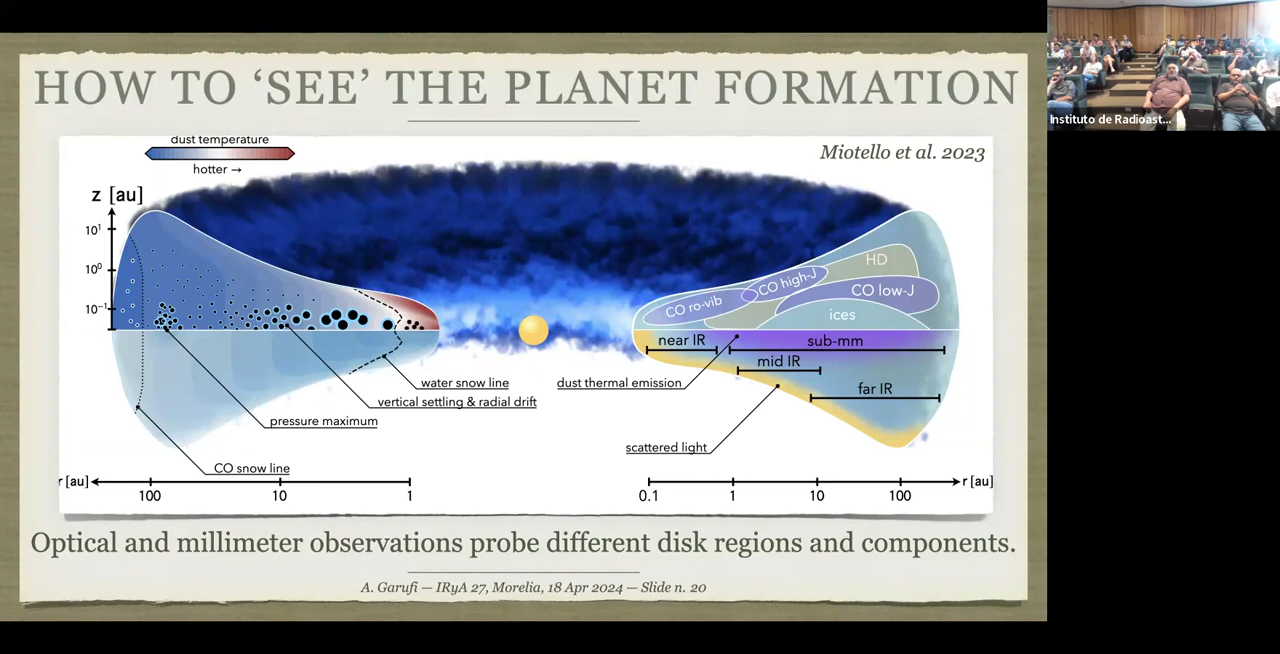 HOW TO ‘SEE’ THE PLANET FORMATION
Miotello et al. 2023
dust temperature
hotter →
z [au]
10¹
10⁰
10⁻¹
HD
CO high-J
CO ro-vib
CO low-J
ices
near IR
sub-mm
mid IR
far IR
water snow line
dust thermal emission
vertical settling & radial drift
pressure maximum
scattered light
CO snow line
r [au]
100
10
1
0.1
1
10
100
r [au]
Optical and millimeter observations probe different disk regions and components.
A. Garufi — IRyA 27, Morelia, 18 Apr 2024 — Slide n. 20
Instituto de Radioast...